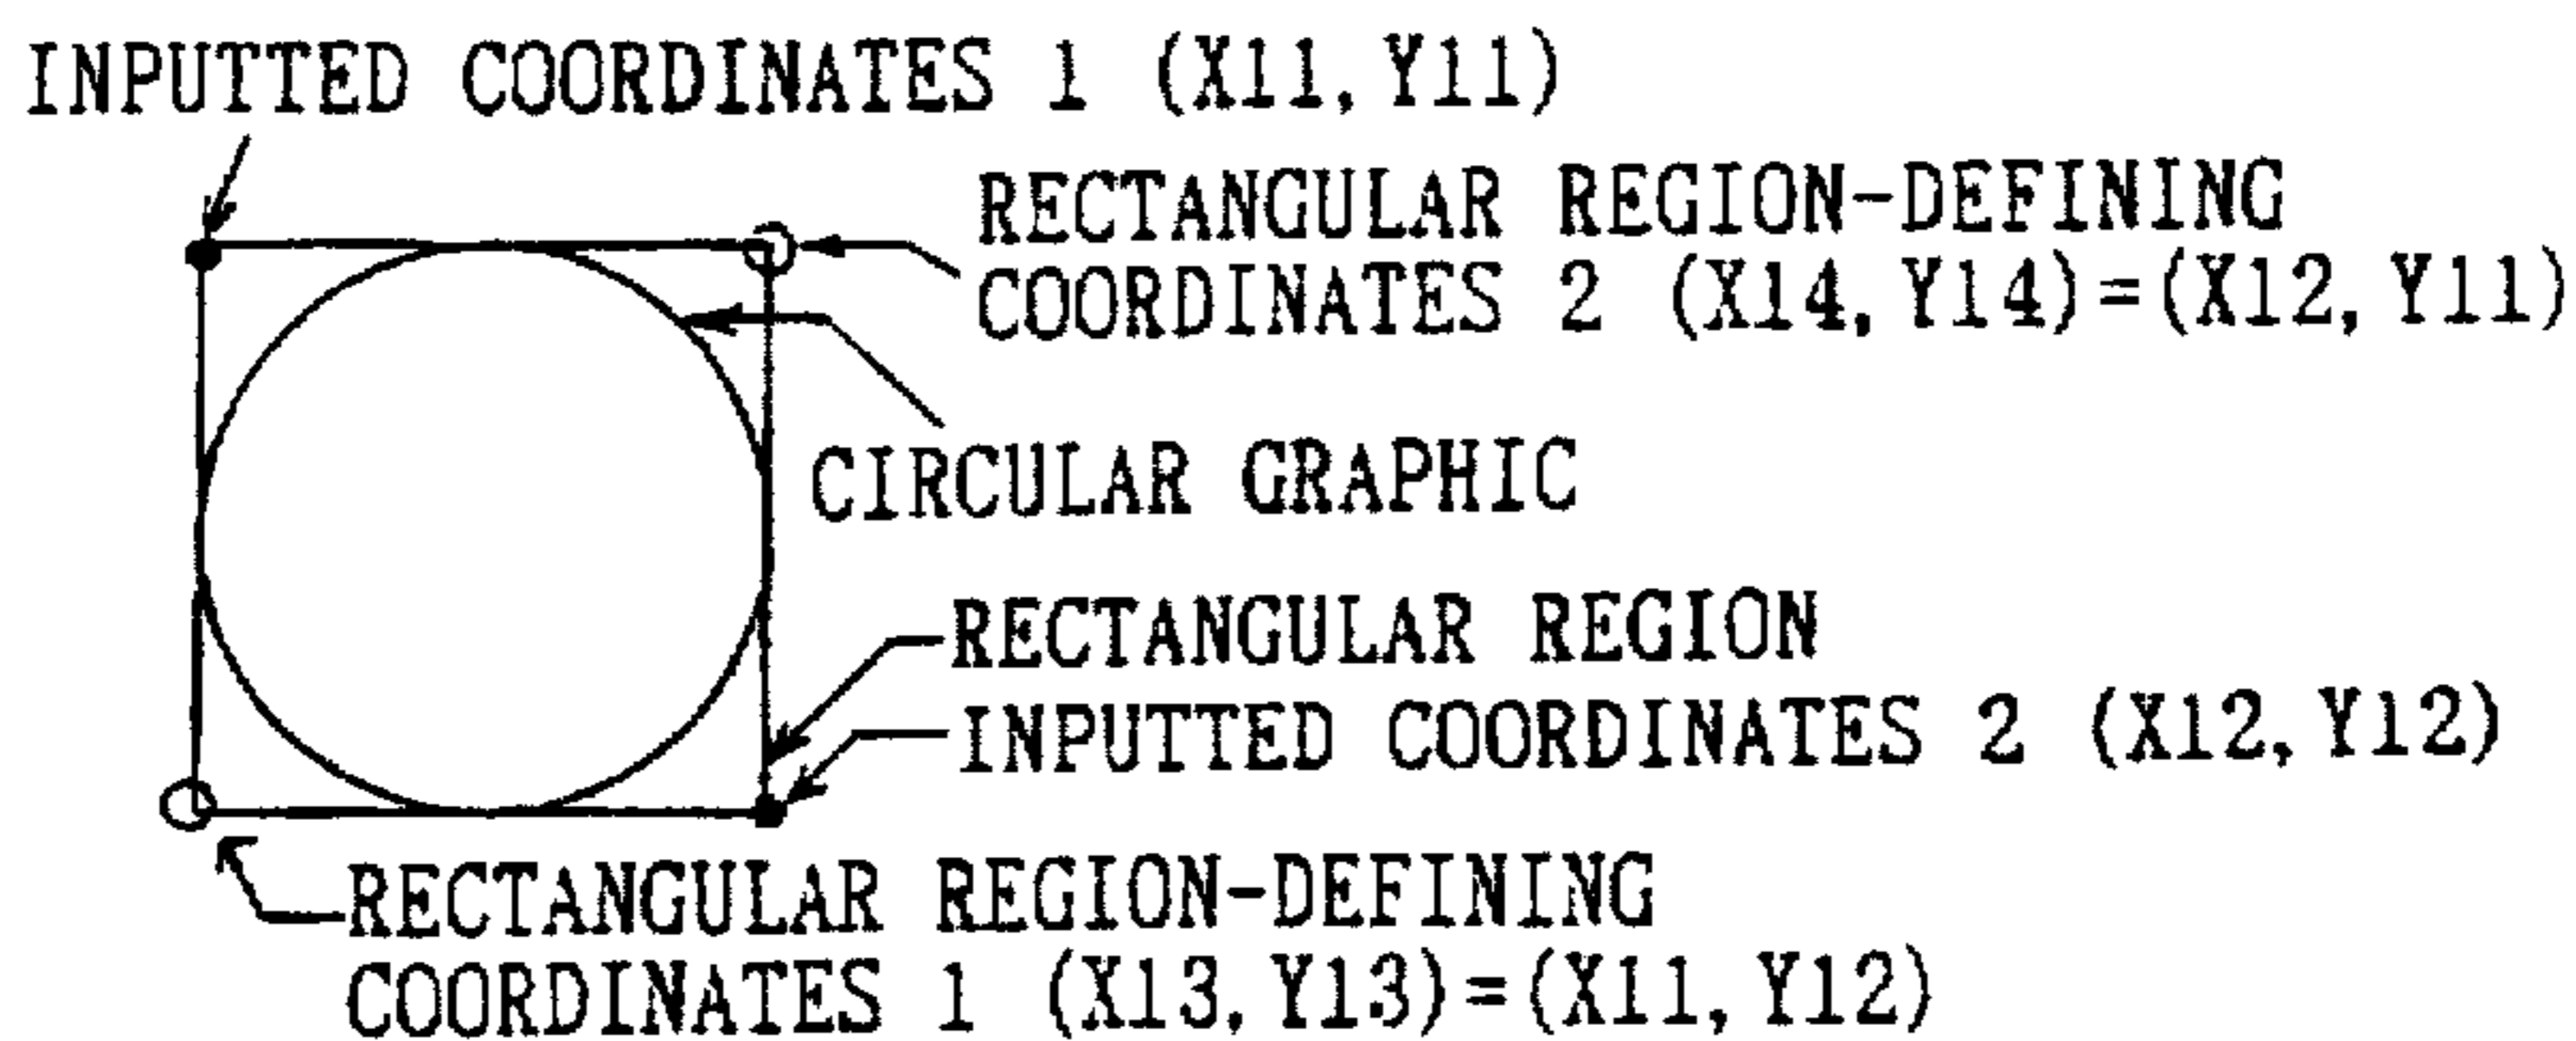 INPUTTED COORDINATES 1 (X11, Y11)
RECTANGULAR REGION-DEFINING
COORDINATES 2 (X14, Y14)=(X12, Y11)
CIRCULAR GRAPHIC
RECTANGULAR REGION
INPUTTED COORDINATES 2 (X12, Y12)
RECTANGULAR REGION-DEFINING
COORDINATES 1 (X13, Y13)=(X11, Y12)